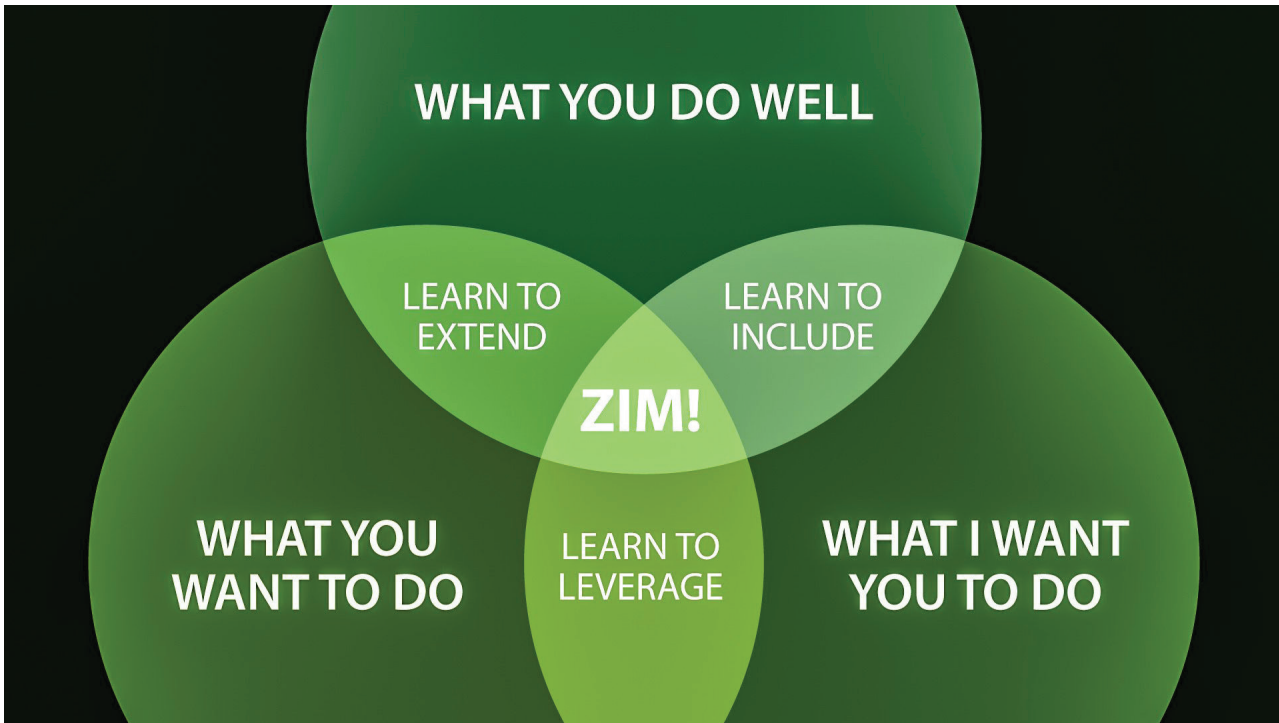 WHAT YOU DO WELL
LEARN TO
EXTEND
LEARN TO
INCLUDE
ZIM!
WHAT YOU
WANT TO DO
LEARN TO
LEVERAGE
WHAT I WANT
YOU TO DO